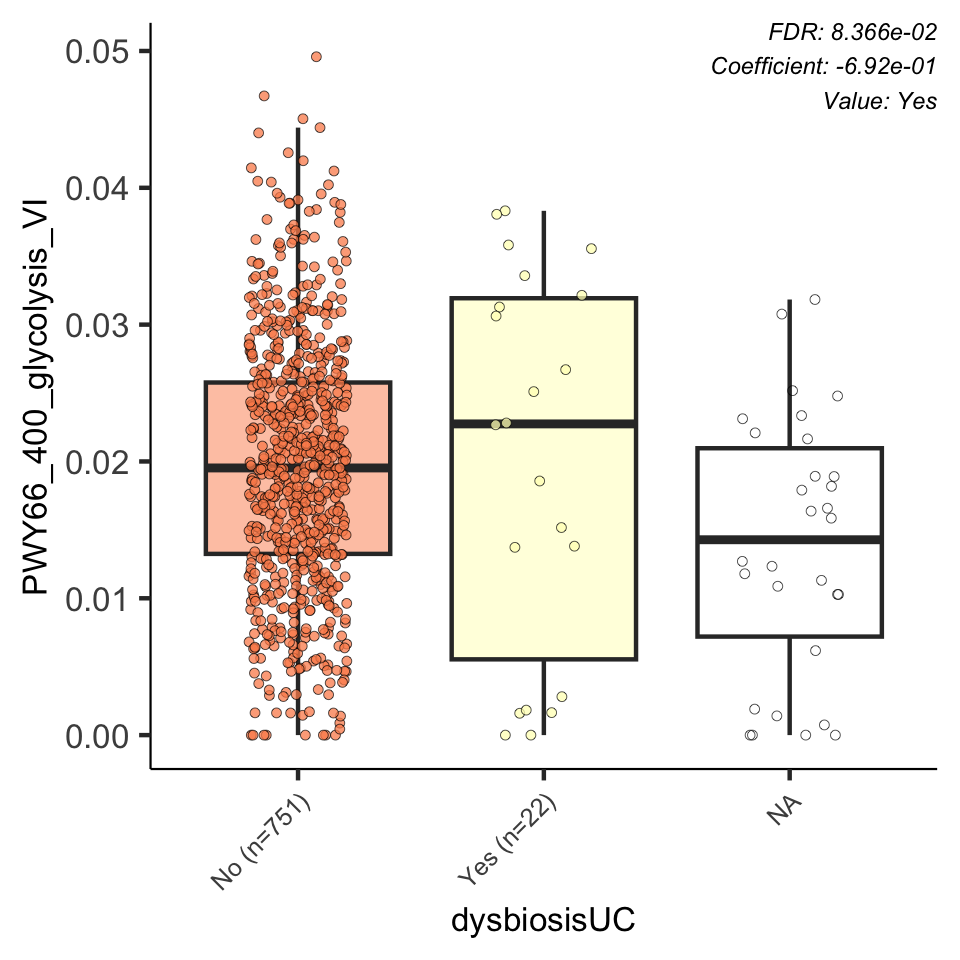 FDR: 8.366e-02
Coefficient: -6.92e-01
Value: Yes
PWY66_400_glycolysis_VI
0.05
0.04
0.03
0.02
0.01
0.00
No (n=751)
Yes (n=22)
NA
dysbiosisUC